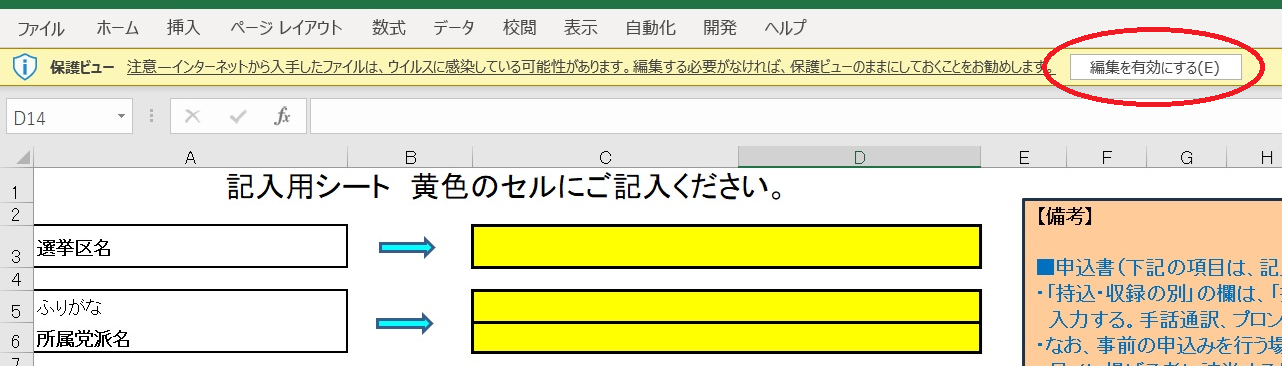 ファイル ホーム 挿入 ページ レイアウト 数式 データ 校閲 表示 自動化 開発 ヘルプ
保護ビュー 注意―インターネットから入手したファイルは、ウイルスに感染している可能性があります。編集する必要がなければ、保護ビューのままにしておくことをお勧めします。 編集を有効にする(E)
D14 fx
A B C D E F G H
1 記入用シート 黄色のセルにご記入ください。
2 【備考】
3 選挙区名
4 ■申込書(下記の項目は、記
5 ふりがな ・「持込・収録の別」の欄は、「
入力する。手話通訳、プロン
6 所属党派名 ・なお、事前の申込みを行う場
7